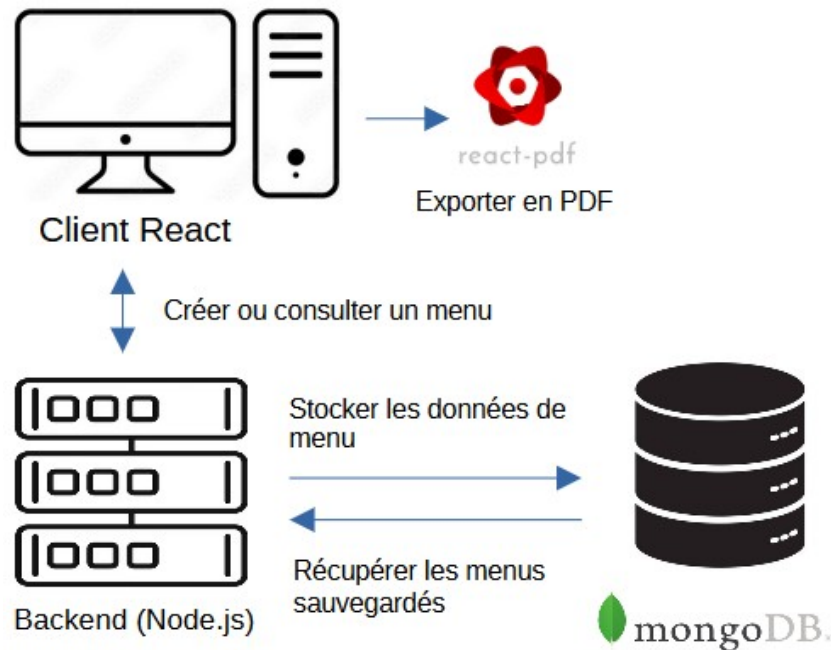 react-pdf
Exporter en PDF
Client React
Créer ou consulter un menu
Stocker les données de
menu
Récupérer les menus
sauvegardés
Backend (Node.js)
mongoDB.